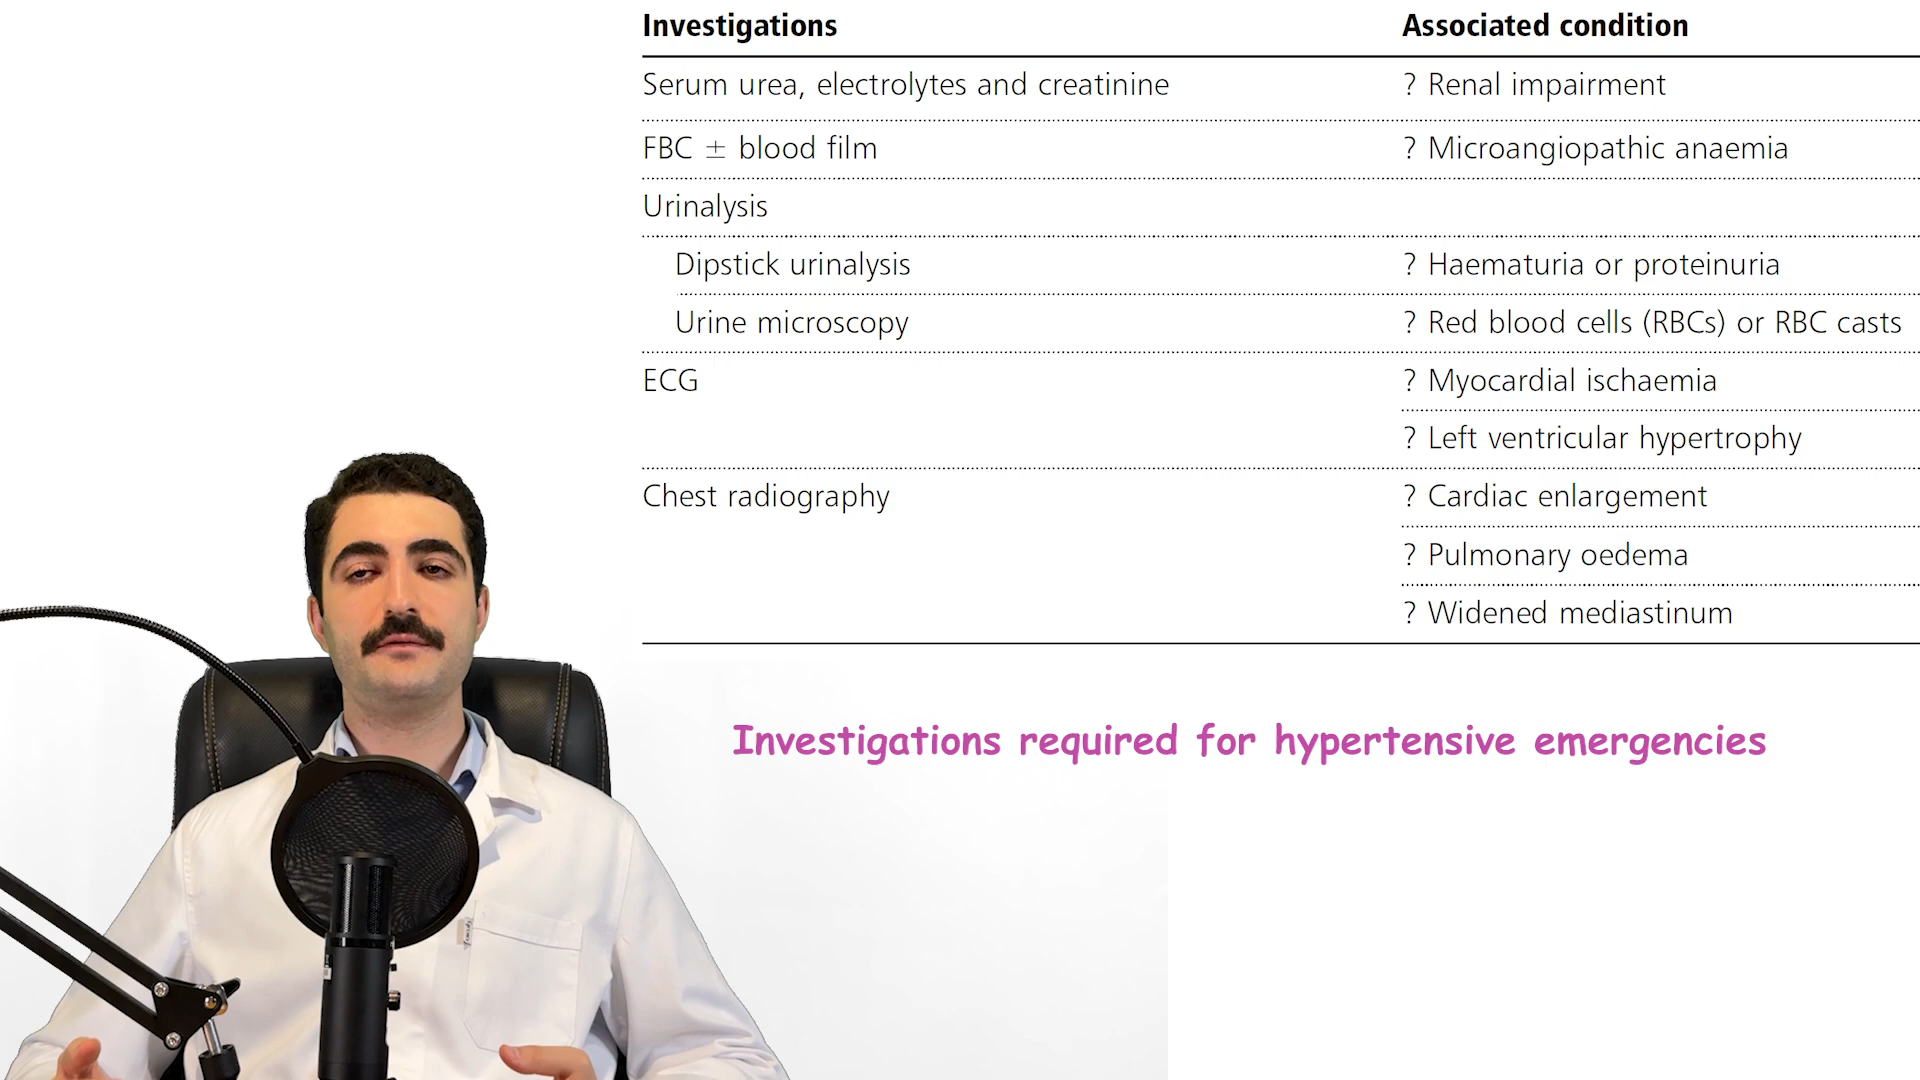 Investigations Associated condition
Serum urea, electrolytes and creatinine ? Renal impairment
FBC ± blood film ? Microangiopathic anaemia
Urinalysis
Dipstick urinalysis ? Haematuria or proteinuria
Urine microscopy ? Red blood cells (RBCs) or RBC casts
ECG ? Myocardial ischaemia
? Left ventricular hypertrophy
Chest radiography ? Cardiac enlargement
? Pulmonary oedema
? Widened mediastinum
Investigations required for hypertensive emergencies